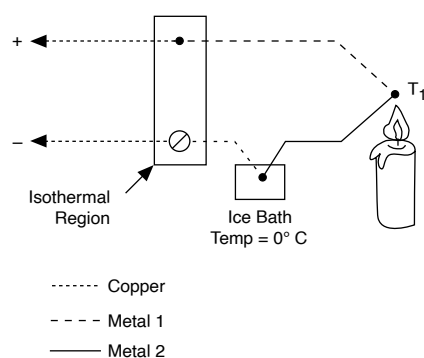 +
T1
–
Isothermal
Region
Ice Bath
Temp = 0° C
Copper
Metal 1
Metal 2